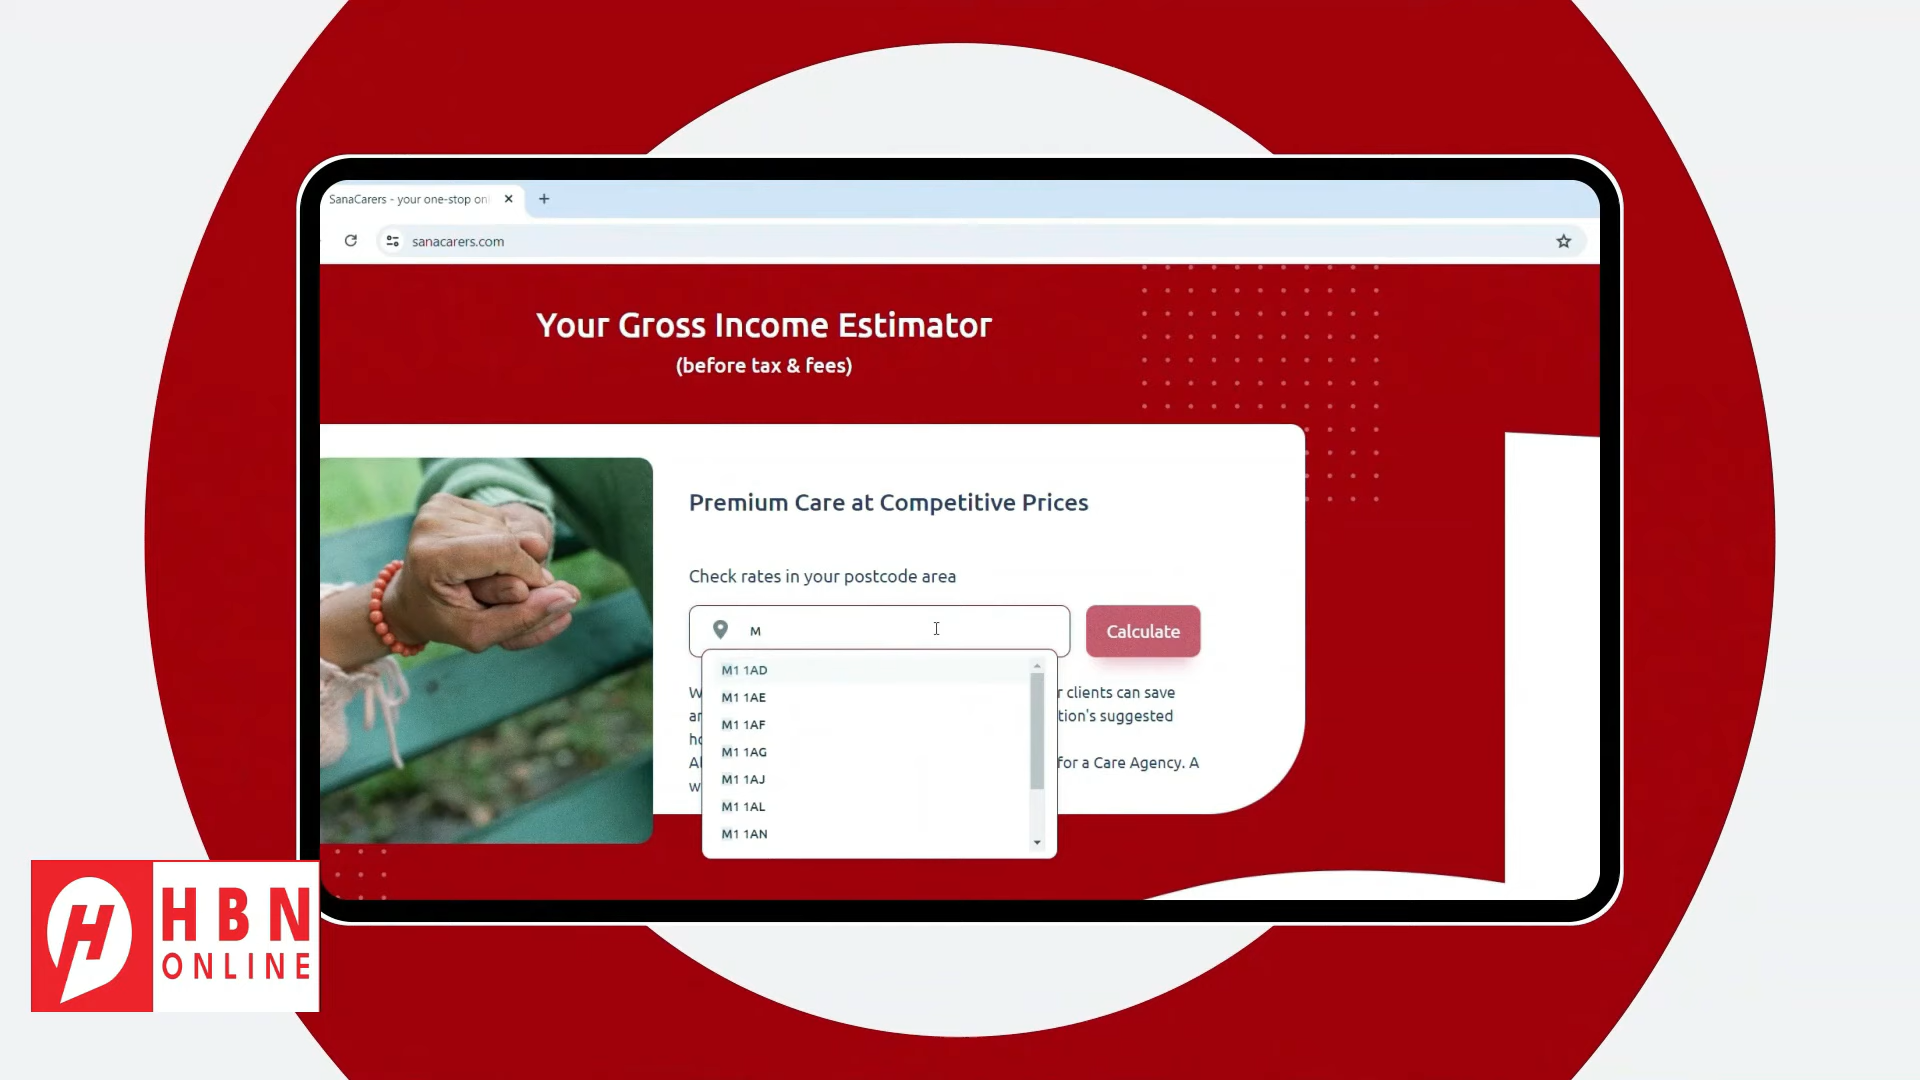 SanaCarers - your one-stop on
sanacarers.com
Your Gross Income Estimator
(before tax & fees)
Premium Care at Competitive Prices
Check rates in your postcode area
M
Calculate
M1 1AD
M1 1AE
M1 1AF
M1 1AG
M1 1AJ
M1 1AL
M1 1AN
clients can save
tion's suggested
for a Care Agency. A
H
HBN
ONLINE